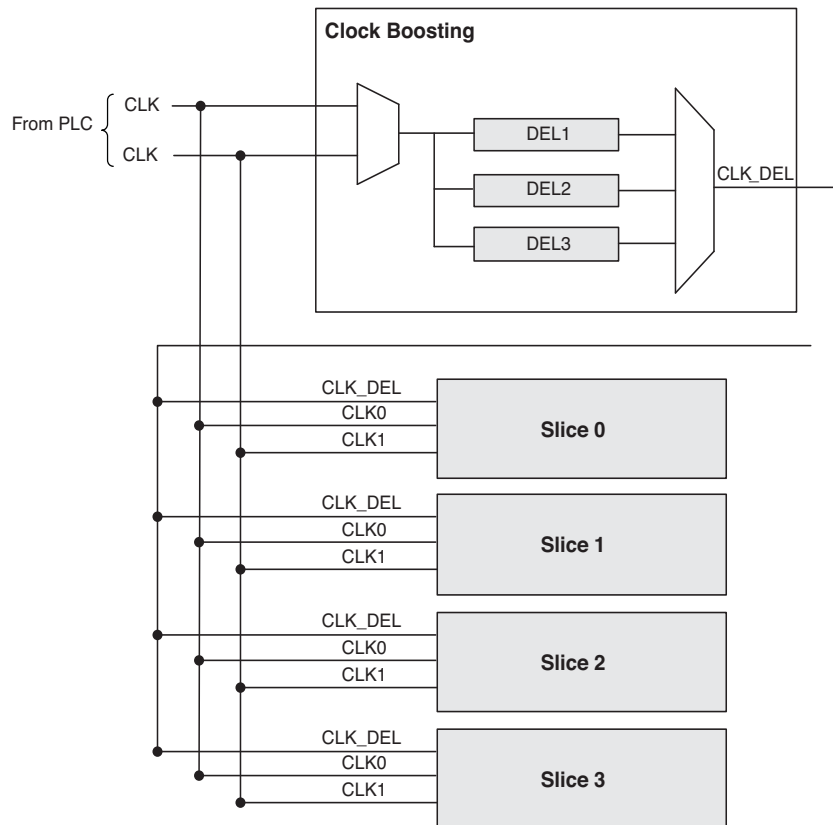 Clock Boosting
From PLC
CLK
CLK
DEL1
DEL2
DEL3
CLK_DEL
CLK_DEL
CLK0
CLK1
Slice 0
CLK_DEL
CLK0
CLK1
Slice 1
CLK_DEL
CLK0
CLK1
Slice 2
CLK_DEL
CLK0
CLK1
Slice 3